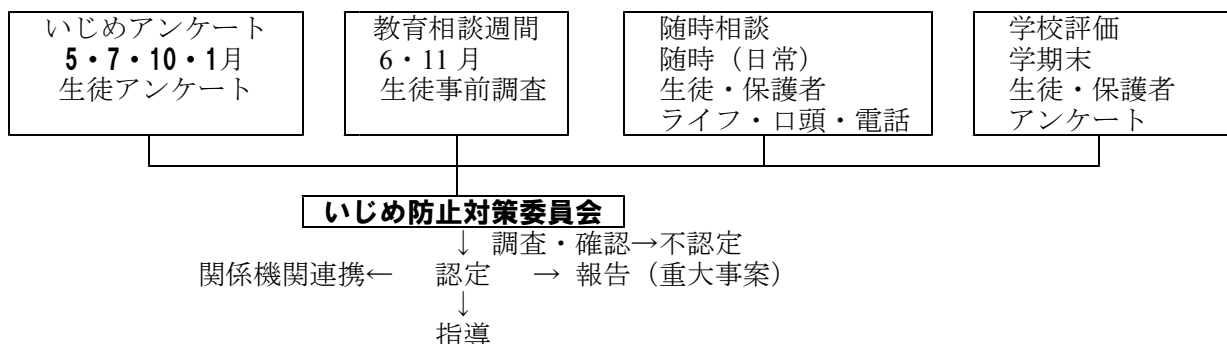 いじめアンケート
5・7・10・1月
生徒アンケート
教育相談週間
6・11月
生徒事前調査
随時相談
随時（日常）
生徒・保護者
ライフ・口頭・電話
学校評価
学期末
生徒・保護者
アンケート
いじめ防止対策委員会
↓ 調査・確認→不認定
関係機関連携← 認定 → 報告（重大事案）
↓
指導